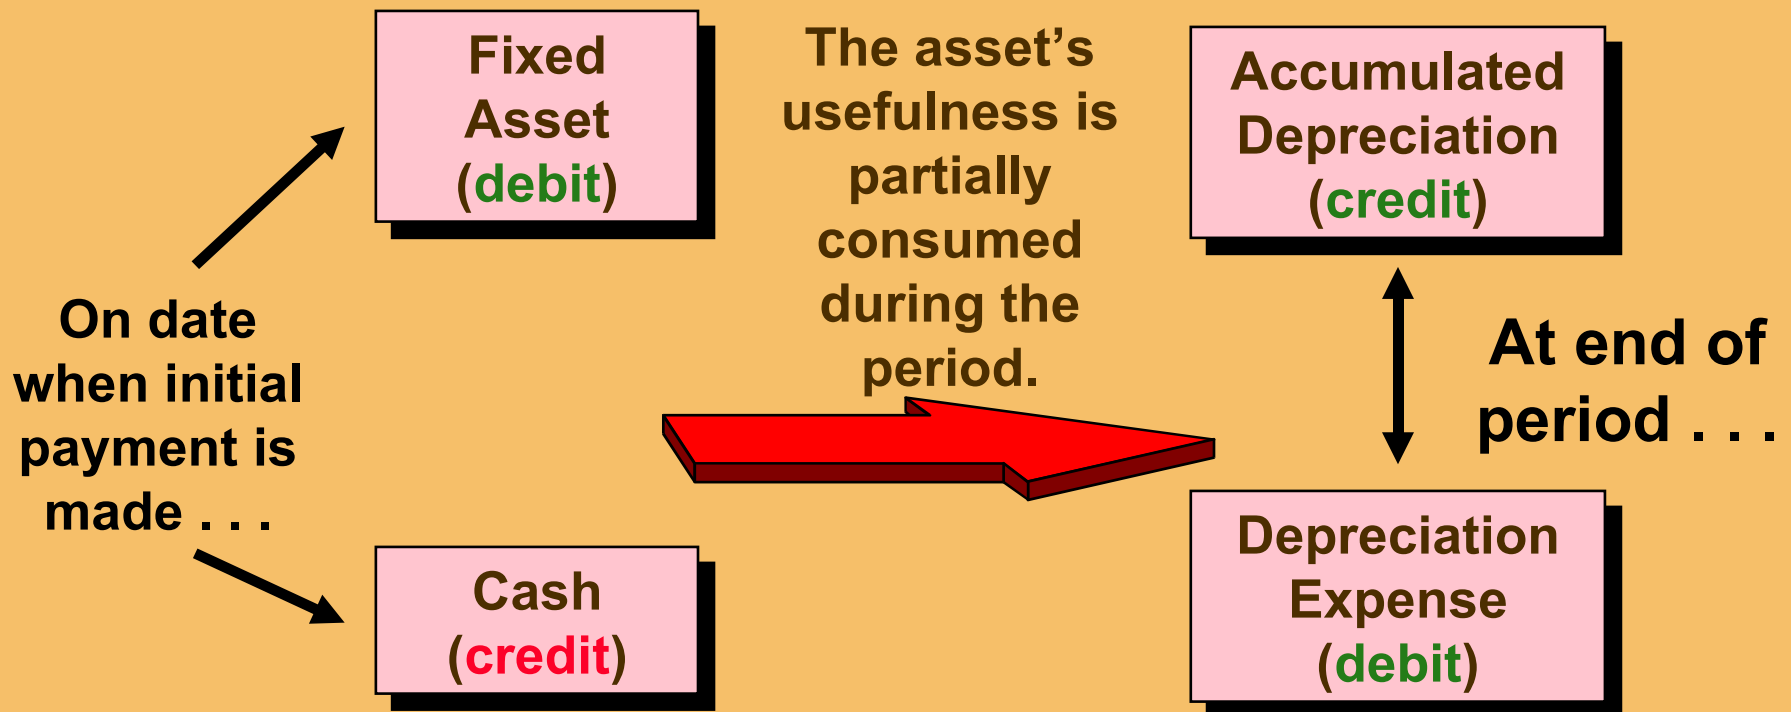 On date
when initial
payment is
made . . .
Fixed
Asset
(debit)
Cash
(credit)
The asset’s
usefulness is
partially
consumed
during the
period.
Accumulated
Depreciation
(credit)
At end of
period . . .
Depreciation
Expense
(debit)